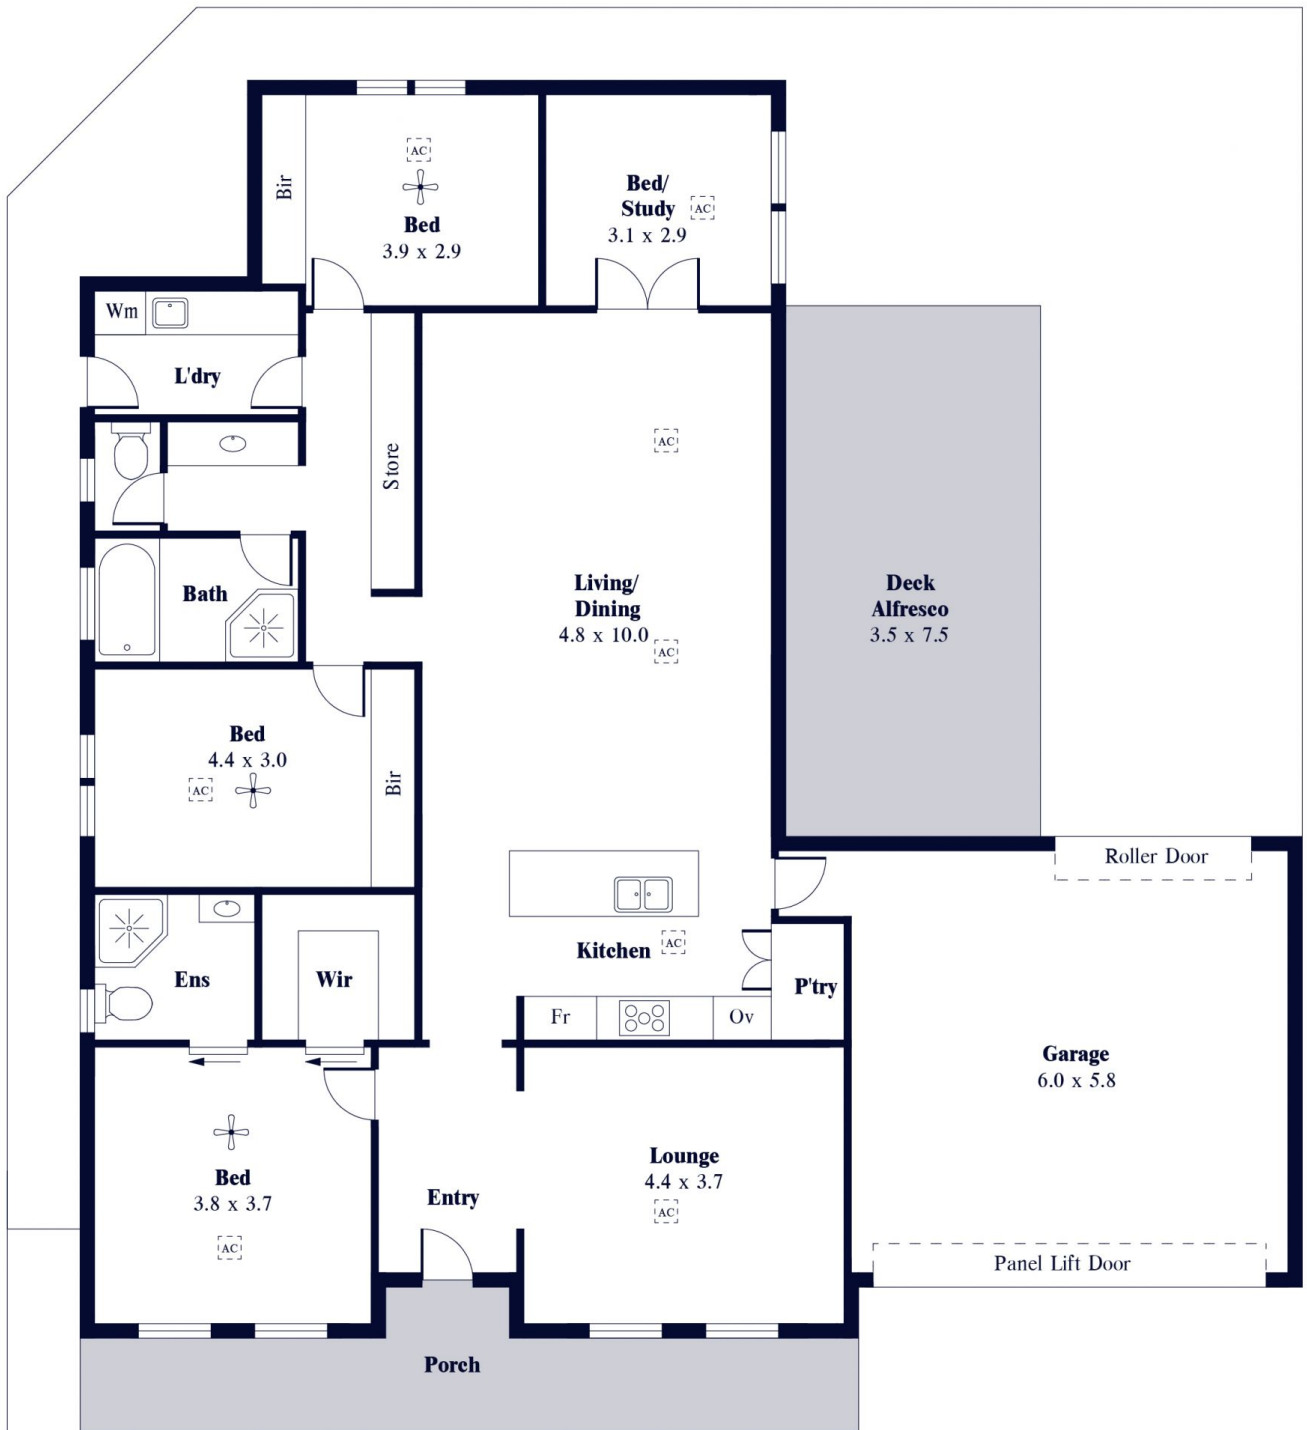 AC
Bir
Bed
3.9 x 2.9
Bed/
Study
AC
3.1 x 2.9
Wm
L'dry
AC
Store
Bath
Living/
Dining
4.8 x 10.0
AC
Deck
Alfresco
3.5 x 7.5
Bed
4.4 x 3.0
AC
Bir
Roller Door
Kitchen
AC
Ens
Wir
P'try
Fr
Ov
Garage
6.0 x 5.8
Bed
3.8 x 3.7
AC
Entry
Lounge
4.4 x 3.7
AC
Panel Lift Door
Porch